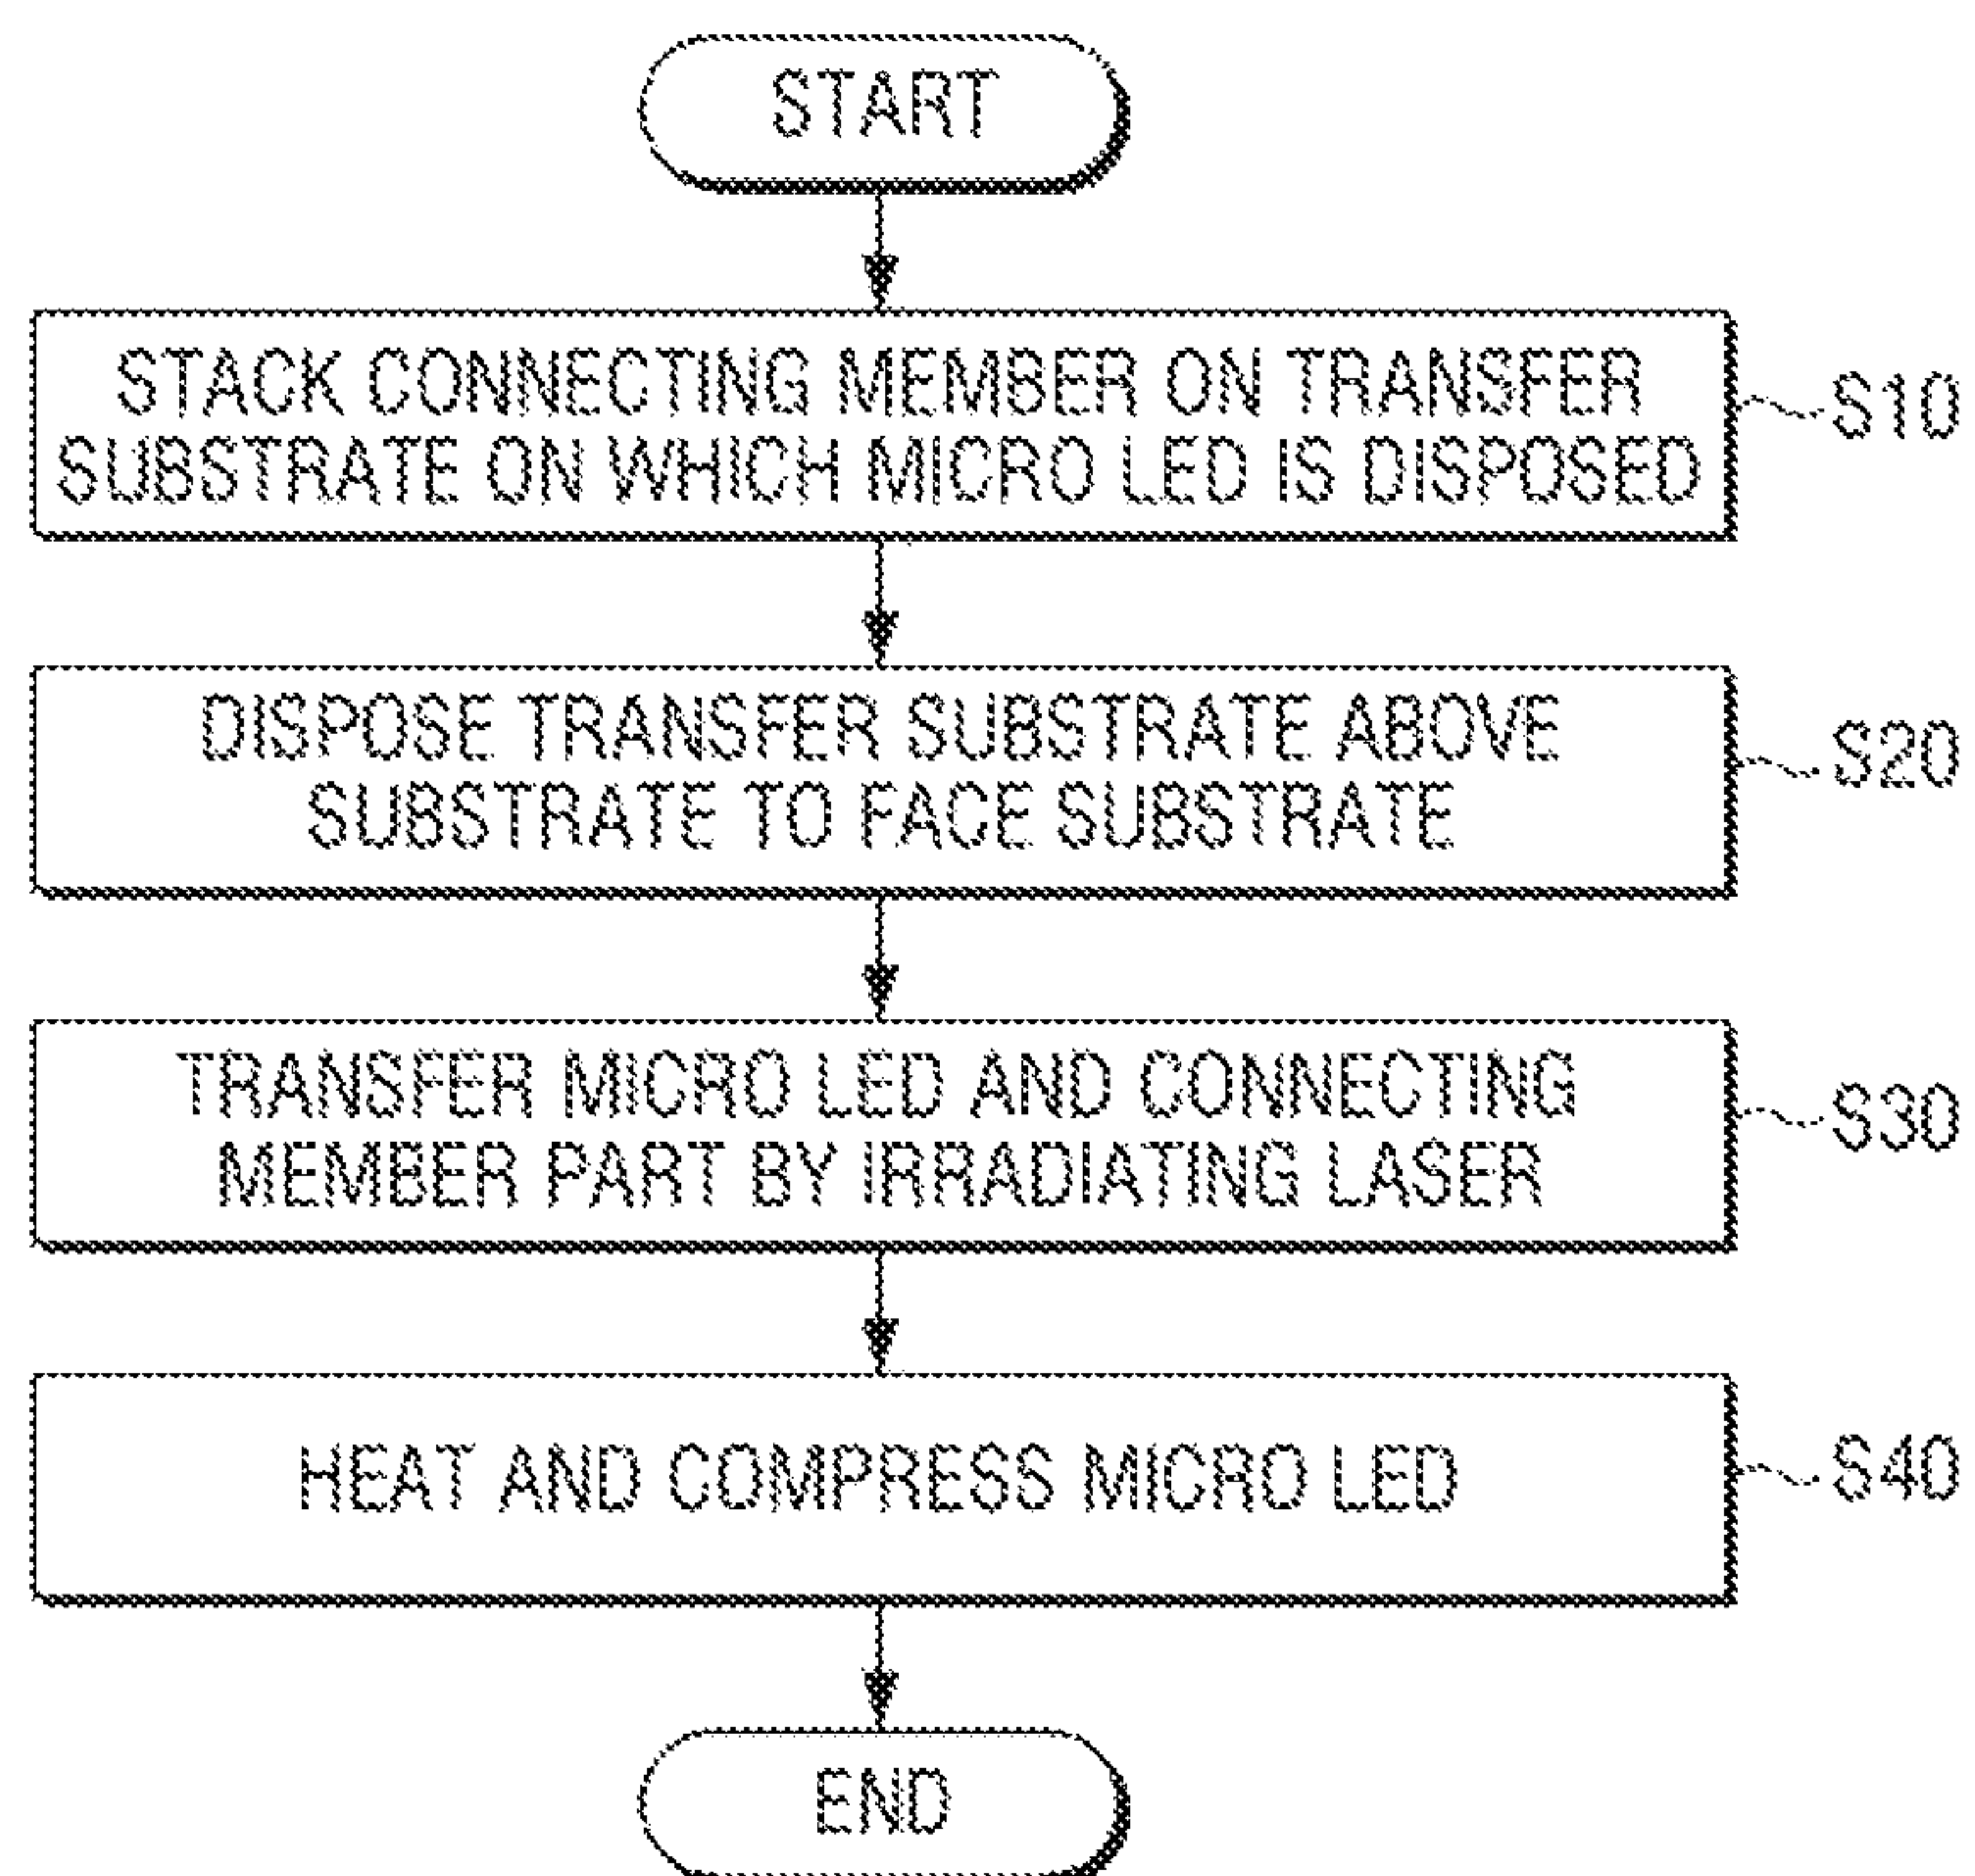 START
STACK CONNECTING MEMBER ON TRANSFER
SUBSTRATE ON WHICH MICRO LED IS DISPOSED
S10
DISPOSE TRANSFER SUBSTRATE ABOVE
SUBSTRATE TO FACE SUBSTRATE
S20
TRANSFER MICRO LED AND CONNECTING
MEMBER PART BY IRRADIATING LASER
S30
HEAT AND COMPRESS MICRO LED
S40
END